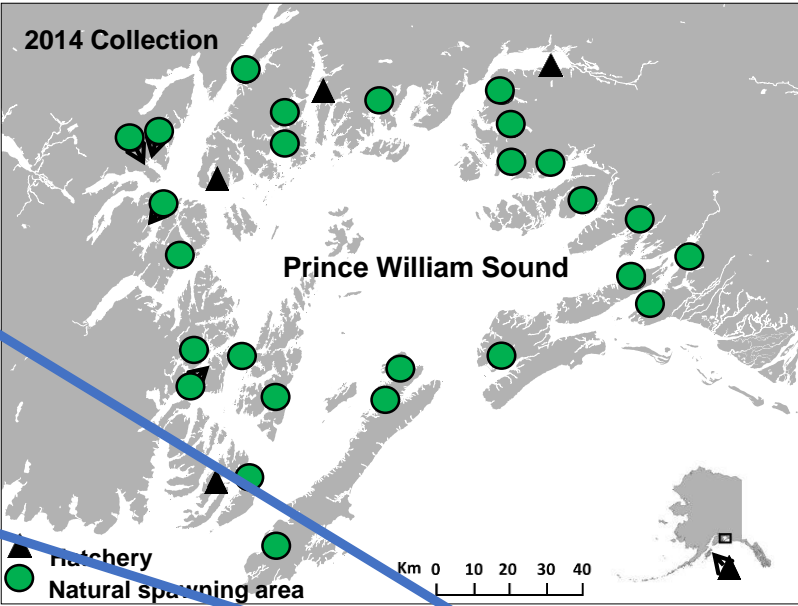 2014 Collection
Prince William Sound
Hatchery
Natural spawning area
Km 0 10 20 30 40